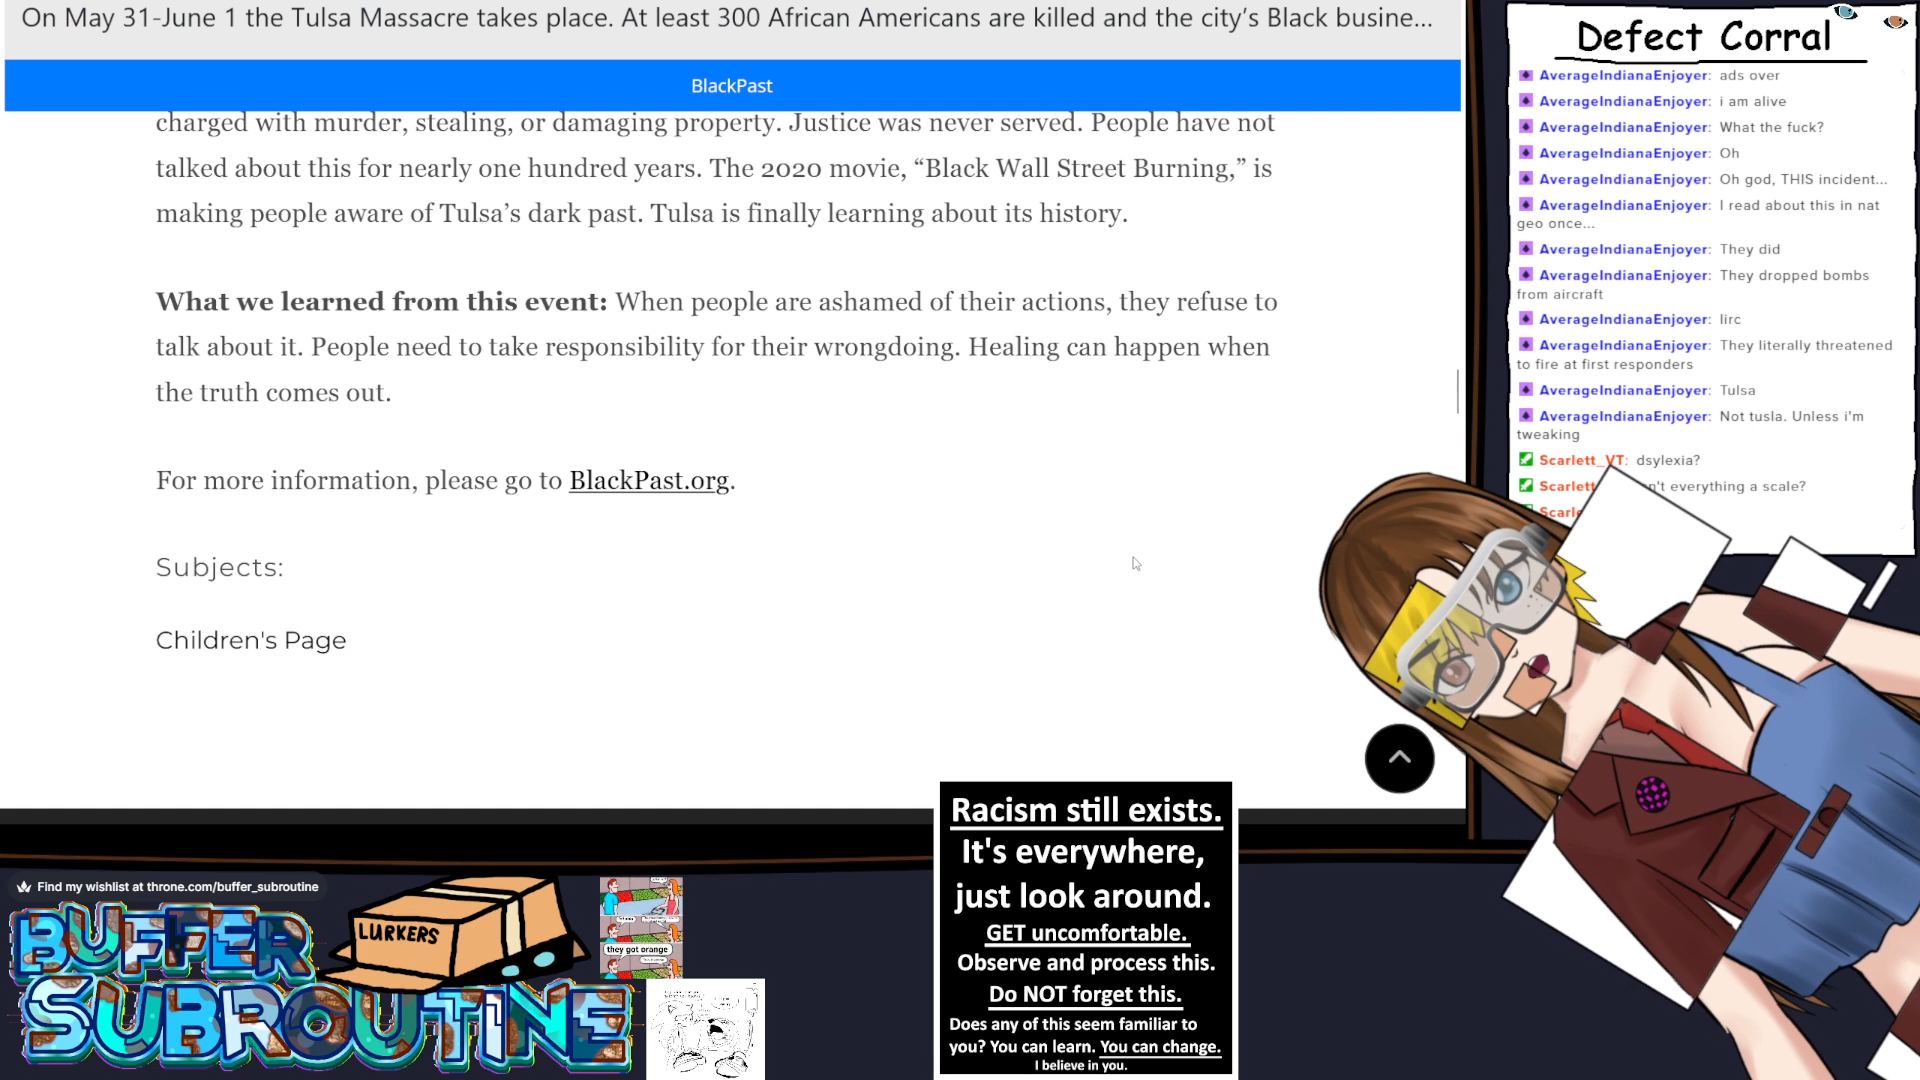 On May 31-June 1 the Tulsa Massacre takes place. At least 300 African Americans are killed and the city’s Black busine...
BlackPast
charged with murder, stealing, or damaging property. Justice was never served. People have not
talked about this for nearly one hundred years. The 2020 movie, “Black Wall Street Burning,” is
making people aware of Tulsa’s dark past. Tulsa is finally learning about its history.
What we learned from this event: When people are ashamed of their actions, they refuse to
talk about it. People need to take responsibility for their wrongdoing. Healing can happen when
the truth comes out.
For more information, please go to BlackPast.org.
Subjects:
Children's Page
Defect Corral
AverageIndianaEnjoyer: ads over
AverageIndianaEnjoyer: i am alive
AverageIndianaEnjoyer: What the fuck?
AverageIndianaEnjoyer: Oh
AverageIndianaEnjoyer: Oh god, THIS incident...
AverageIndianaEnjoyer: I read about this in nat
geo once...
AverageIndianaEnjoyer: They did
AverageIndianaEnjoyer: They dropped bombs
from aircraft
AverageIndianaEnjoyer: Iirc
AverageIndianaEnjoyer: They literally threatened
to fire at first responders
AverageIndianaEnjoyer: Tulsa
AverageIndianaEnjoyer: Not tusla. Unless i'm
tweaking
Scarlett_VT: dsylexia?
Scarlett n't everything a scale?
Scarle
Find my wishlist at throne.com/buffer_subroutine
BUFFER
SUBROUTINE
LURKERS
they got orange
Racism still exists.
It's everywhere,
just look around.
GET uncomfortable.
Observe and process this.
Do NOT forget this.
Does any of this seem familiar to
you? You can learn. You can change.
I believe in you.